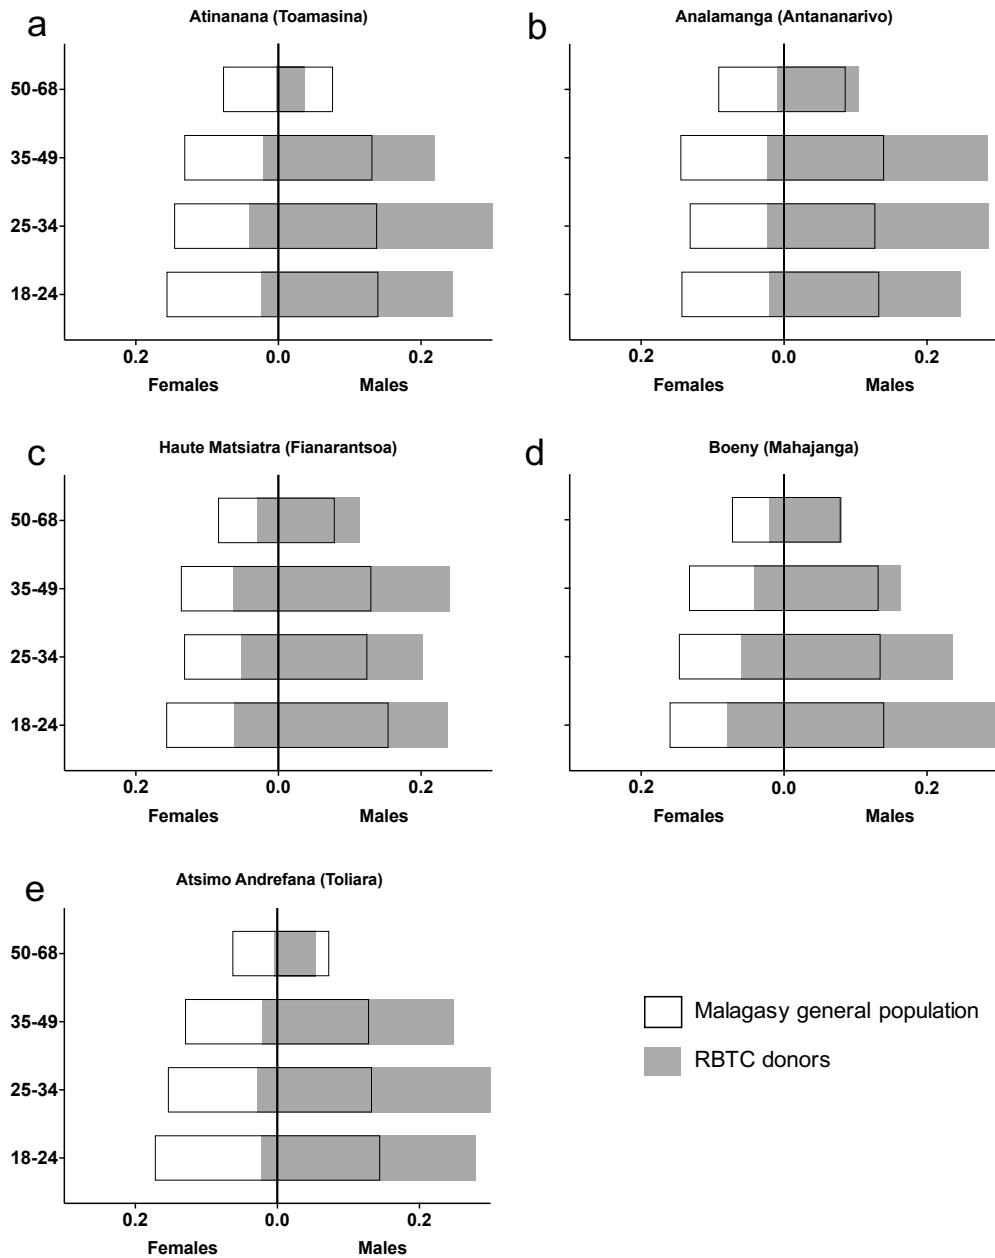 a
Atinanana (Toamasina)
50-68
35-49
25-34
18-24
0.2 0.0 0.2
Females Males
b
Analamanga (Antananarivo)
0.2 0.0 0.2
Females Males
c
Haute Matsiatra (Fianarantsoa)
50-68
35-49
25-34
18-24
0.2 0.0 0.2
Females Males
d
Boeny (Mahajanga)
0.2 0.0 0.2
Females Males
e
Atsimo Andrefana (Toliara)
50-68
35-49
25-34
18-24
0.2 0.0 0.2
Females Males
Malagasy general population
RBTC donors